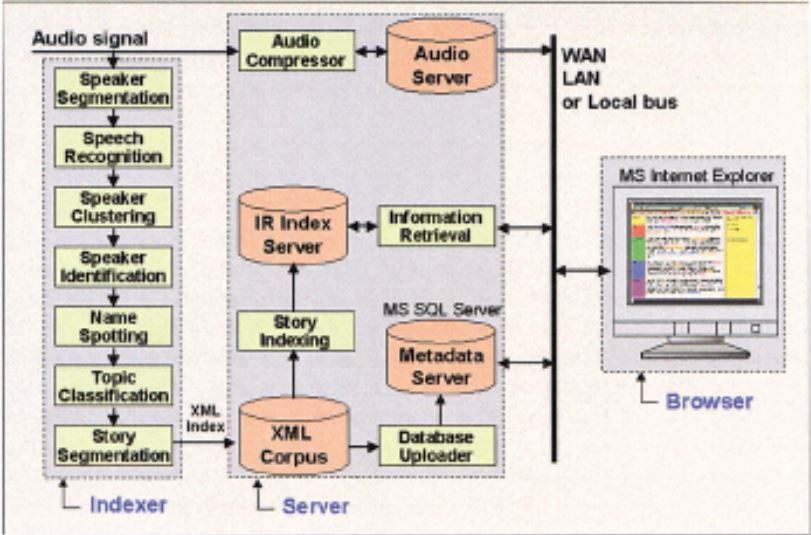 Audio signal
Speaker
Segmentation
Speech
Recognition
Speaker
Clustering
Speaker
Identification
Name
Spotting
Topic
Classification
Story
Segmentation
XML
Index
Indexer
Audio
Compressor
Audio
Server
IR Index
Server
Information
Retrieval
Story
Indexing
MS SQL Server
Metadata
Server
XML
Corpus
Database
Uploader
Server
WAN
LAN
or Local bus
MS Internet Explorer
Browser